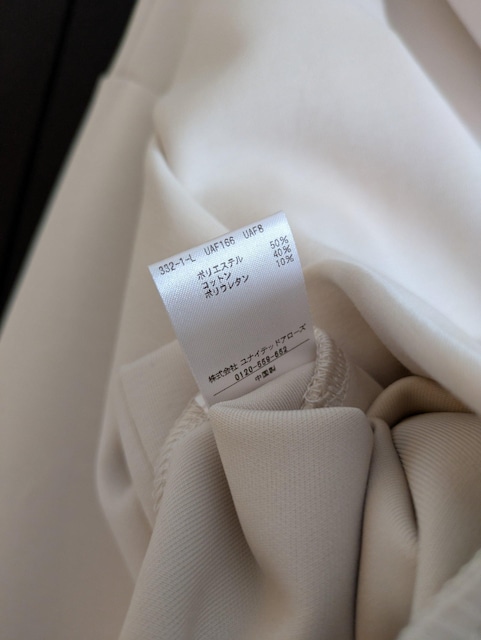 332-1-L UAF166 UAF8
ポリエステル 50%
コットン 40%
ポリウレタン 10%
株式会社 ユナイテッドアローズ
0120-559-652
中国製